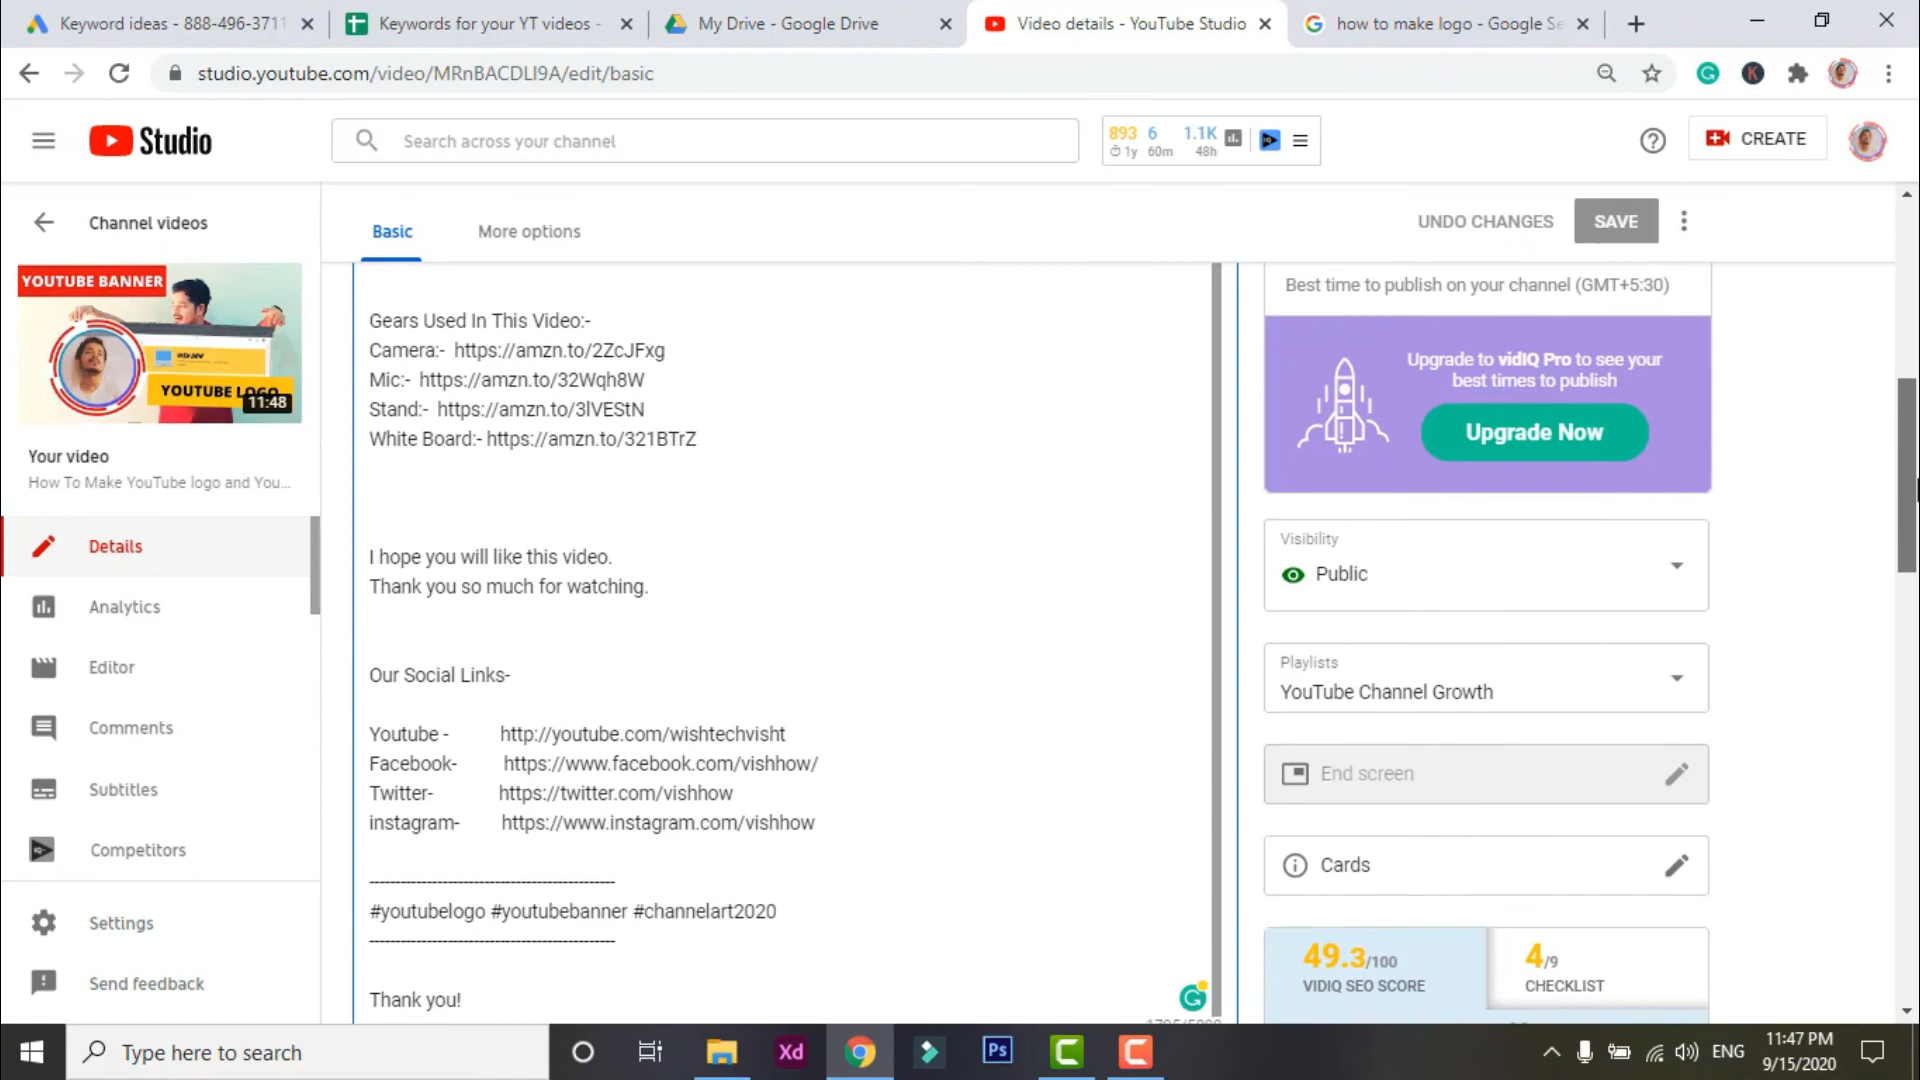 Keyword ideas - 888-496-3711
Keywords for your YT videos -
My Drive - Google Drive
Video details - YouTube Studio
how to make logo - Google Se
studio.youtube.com/video/MRnBACDLI9A/edit/basic
Studio
Search across your channel
893 6 1.1K
1y 60m 48h
CREATE
Channel videos
Basic
More options
UNDO CHANGES
SAVE
YOUTUBE BANNER
YOUTUBE LOGO
11:48
Your video
How To Make YouTube logo and You...
Details
Analytics
Editor
Comments
Subtitles
Competitors
Settings
Send feedback
Gears Used In This Video:-
Camera:- https://amzn.to/2ZcJFxg
Mic:- https://amzn.to/32Wqh8W
Stand:- https://amzn.to/3lVEStN
White Board:- https://amzn.to/321BTrZ
I hope you will like this video.
Thank you so much for watching.
Our Social Links-
Youtube - http://youtube.com/wishtechvisht
Facebook- https://www.facebook.com/vishhow/
Twitter- https://twitter.com/vishhow
instagram- https://www.instagram.com/vishhow
-----------------------------------------------
#youtubelogo #youtubebanner #channelart2020
-----------------------------------------------
Thank you!
Best time to publish on your channel (GMT+5:30)
Upgrade to vidIQ Pro to see your
best times to publish
Upgrade Now
Visibility
Public
Playlists
YouTube Channel Growth
End screen
Cards
49.3/100
VIDIQ SEO SCORE
4/9
CHECKLIST
Type here to search
Xd
Ps
ENG
11:47 PM
9/15/2020